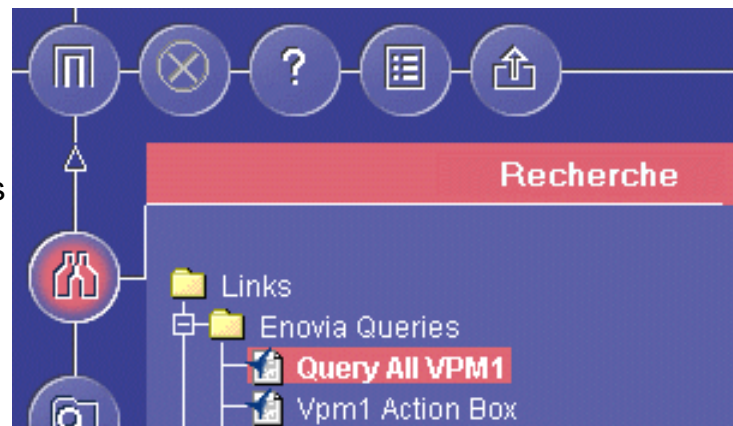 ?
Recherche
s
Links
Enovia Queries
Query All VPM1
Vpm1 Action Box